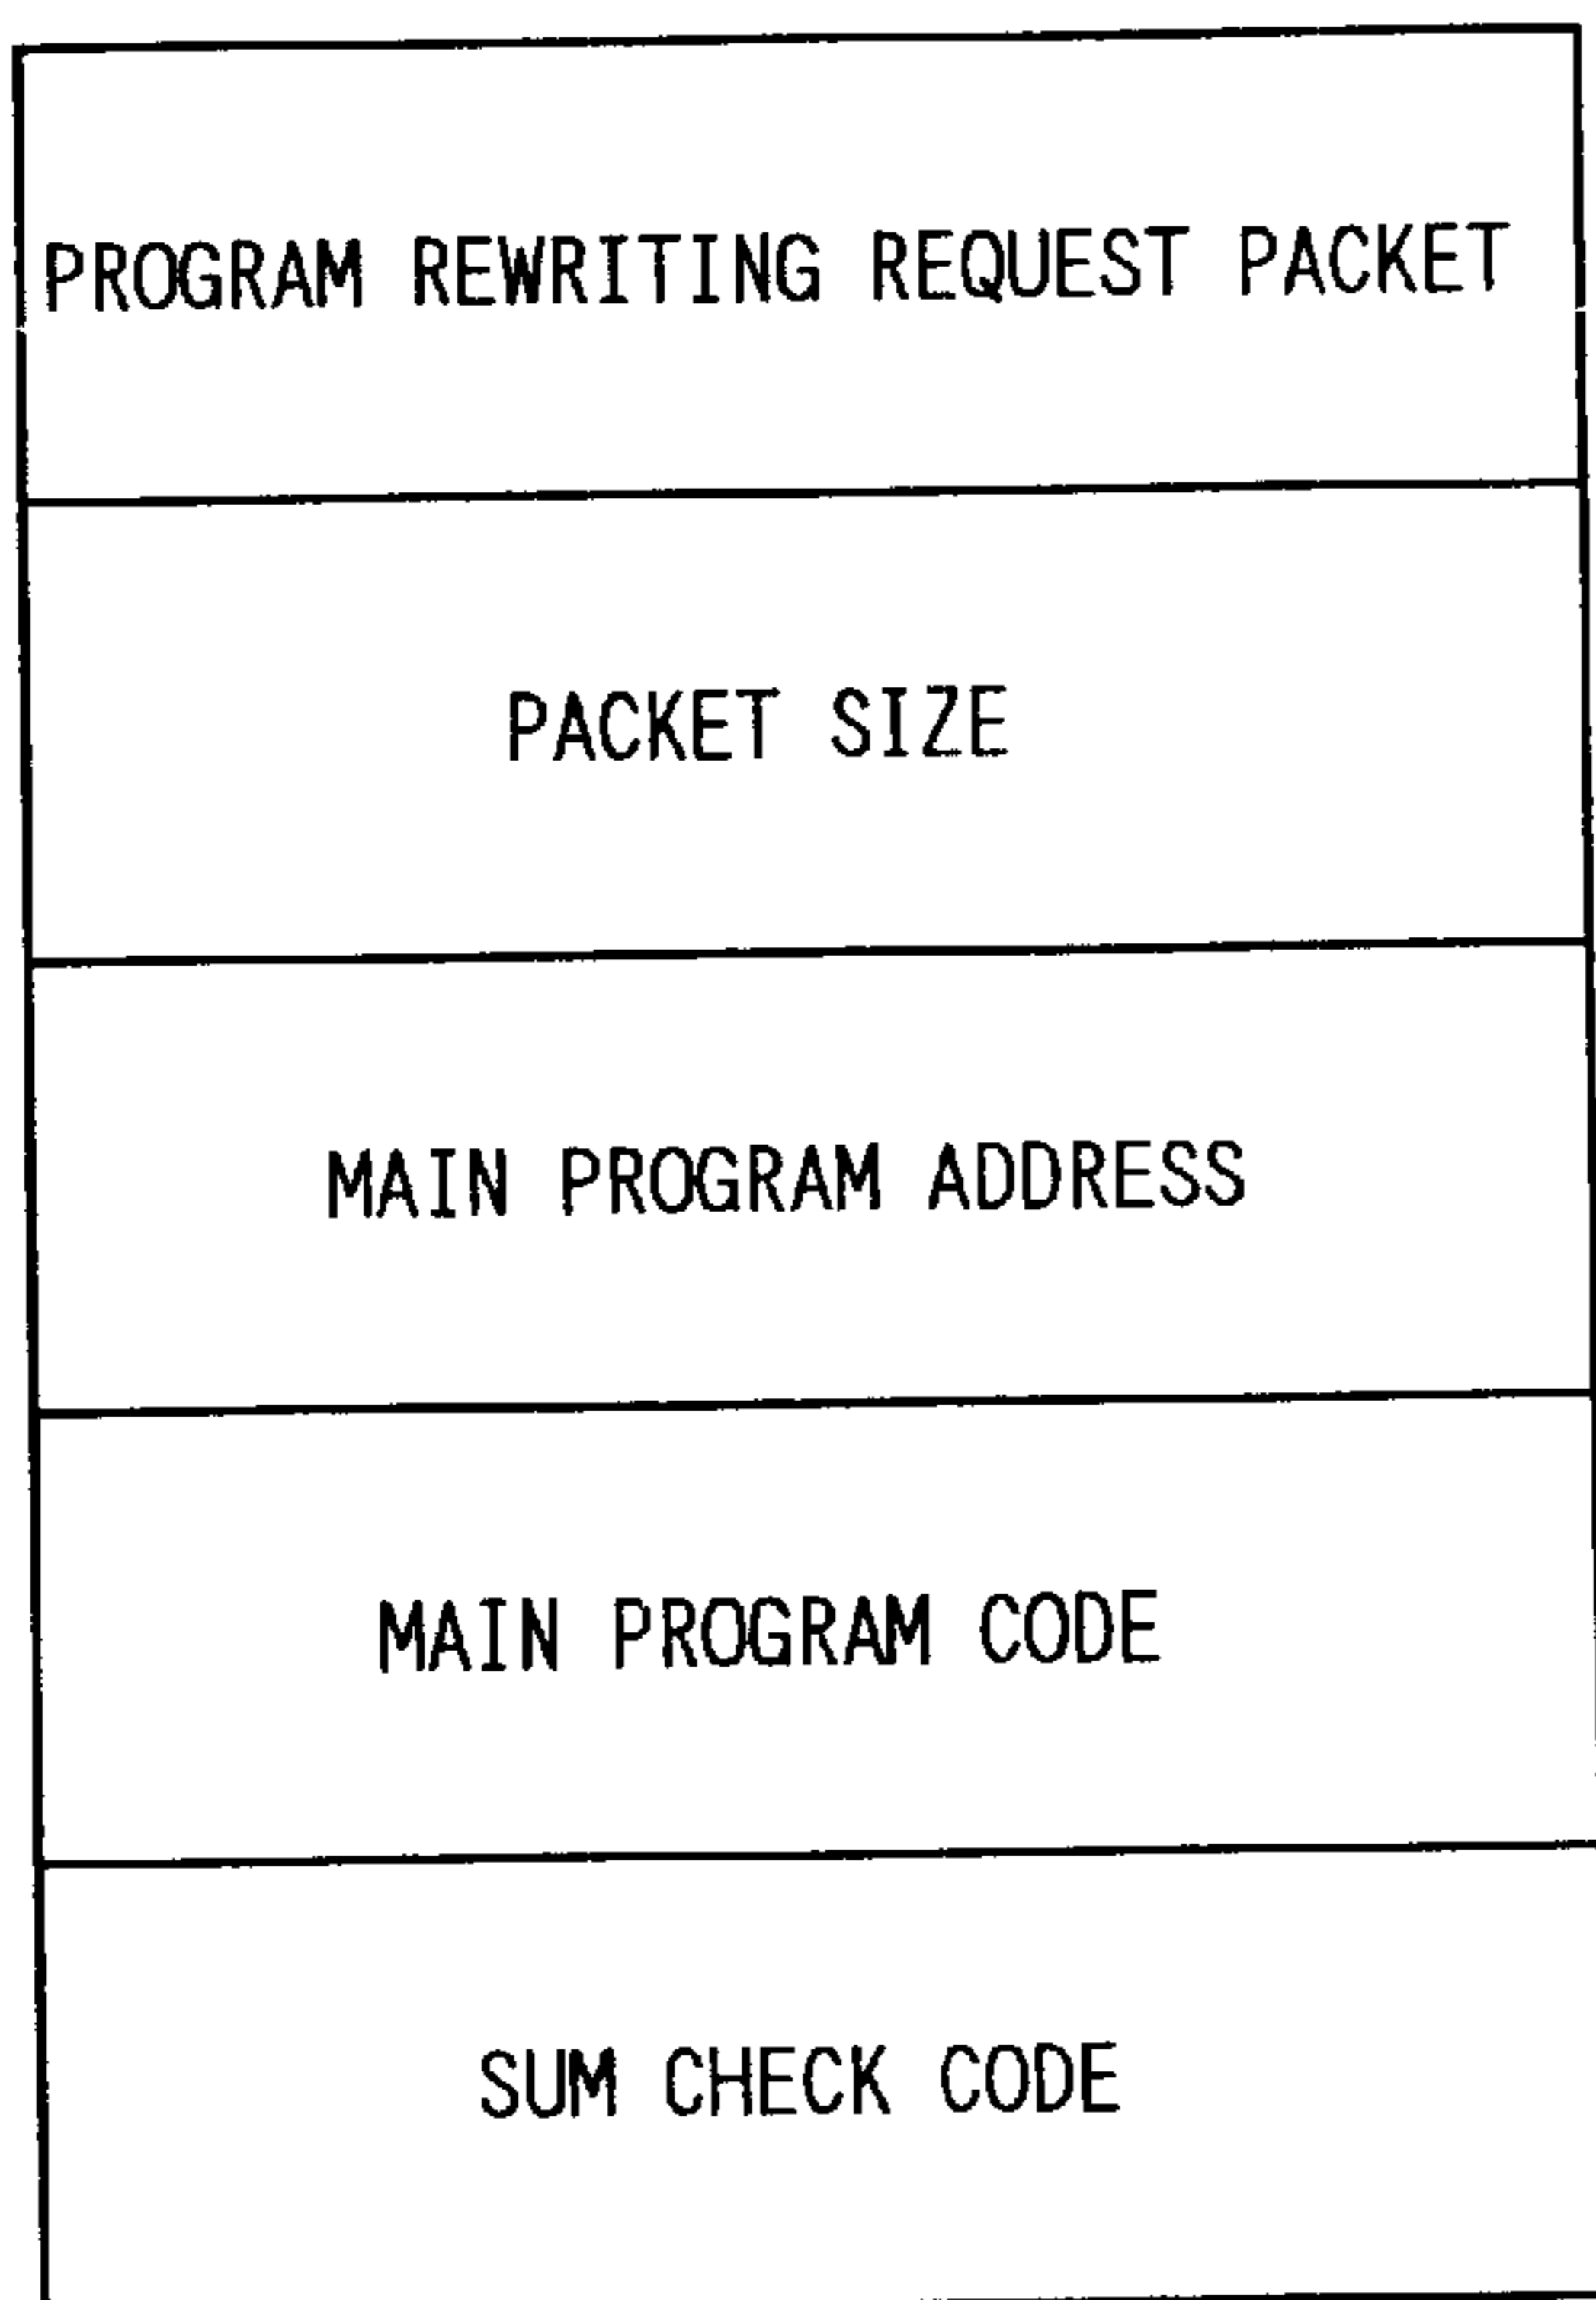 PROGRAM REWRITING REQUEST PACKET
PACKET SIZE
MAIN PROGRAM ADDRESS
MAIN PROGRAM CODE
SUM CHECK CODE